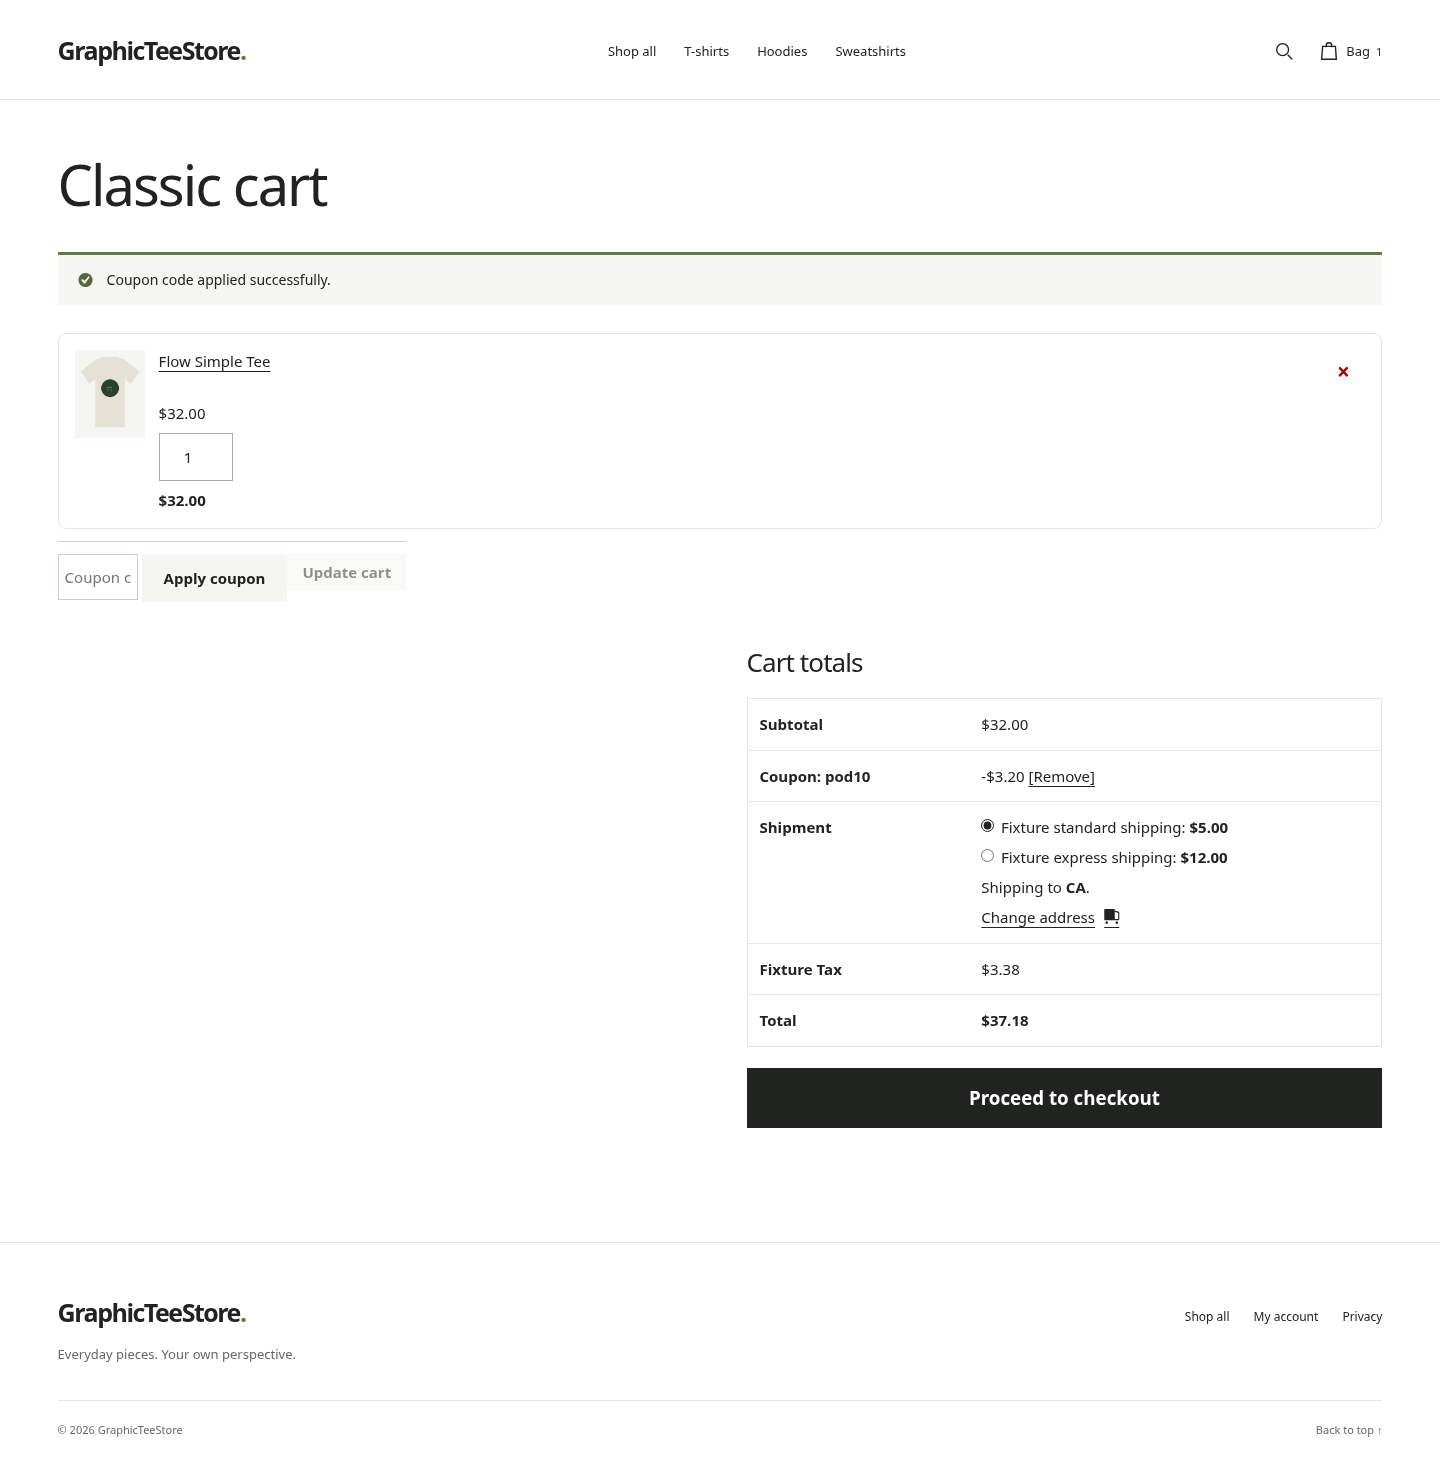 GraphicTeeStore.
Shop all T-shirts Hoodies Sweatshirts
Bag 1
Classic cart
Coupon code applied successfully.
Flow Simple Tee
×
$32.00
1
$32.00
Coupon c
Apply coupon
Update cart
Cart totals
Subtotal $32.00
Coupon: pod10 -$3.20 [Remove]
Shipment Fixture standard shipping: $5.00
Fixture express shipping: $12.00
Shipping to CA.
Change address
Fixture Tax $3.38
Total $37.18
Proceed to checkout
GraphicTeeStore.
Shop all My account Privacy
Everyday pieces. Your own perspective.
© 2026 GraphicTeeStore
Back to top ↑